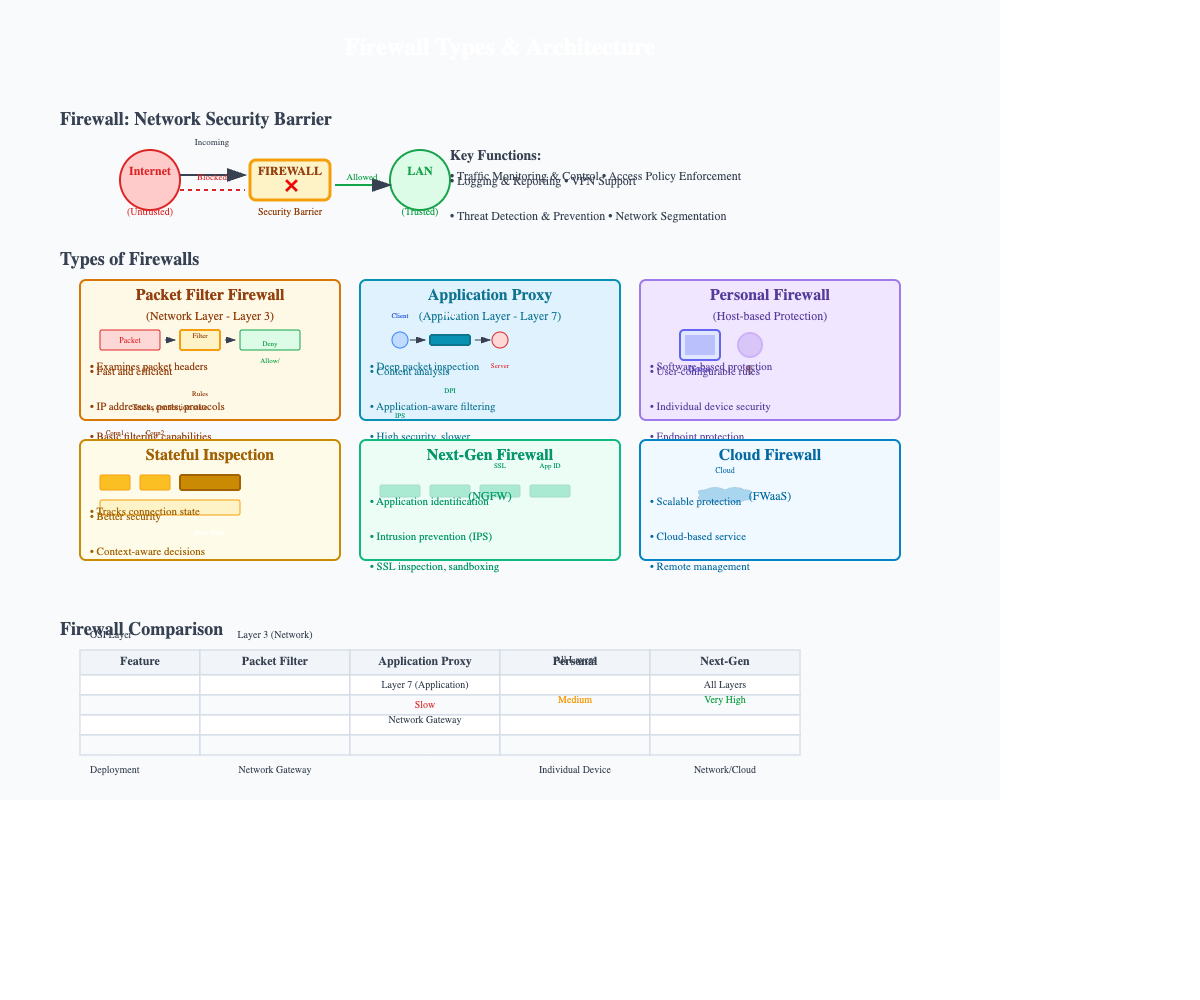 Firewall Types & Architecture
Firewall: Network Security Barrier
Incoming
Internet
Blocked
(Untrusted)
FIREWALL
Security Barrier
Allowed
LAN
(Trusted)
Key Functions:
• Traffic Monitoring & Control • Access Policy Enforcement
• Logging & Reporting • VPN Support
• Threat Detection & Prevention • Network Segmentation
Types of Firewalls
Packet Filter Firewall
(Network Layer - Layer 3)
Packet
Filter
Rules
Deny
Allow/
• Examines packet headers
• Fast and efficient
• IP addresses, ports, protocols
• Basic filtering capabilities
Application Proxy
(Application Layer - Layer 7)
Client
Server
DPI
• Deep packet inspection
• Content analysis
• Application-aware filtering
• High security, slower
Personal Firewall
(Host-based Protection)
• Software-based protection
• User-configurable rules
• Individual device security
• Endpoint protection
Conn1
Conn2
Stateful Inspection
• Tracks connection state
• Better security
• Context-aware decisions
IPS
Next-Gen Firewall
SSL
App ID
(NGFW)
• Application identification
• Intrusion prevention (IPS)
• SSL inspection, sandboxing
Cloud Firewall
Cloud
(FWaaS)
• Scalable protection
• Cloud-based service
• Remote management
Firewall Comparison
OSI Layer
Layer 3 (Network)
Feature
Packet Filter
Application Proxy
Personal
Next-Gen
All Layers
Layer 7 (Application)
All Layers
Slow
Medium
Very High
Network Gateway
Deployment
Network Gateway
Individual Device
Network/Cloud